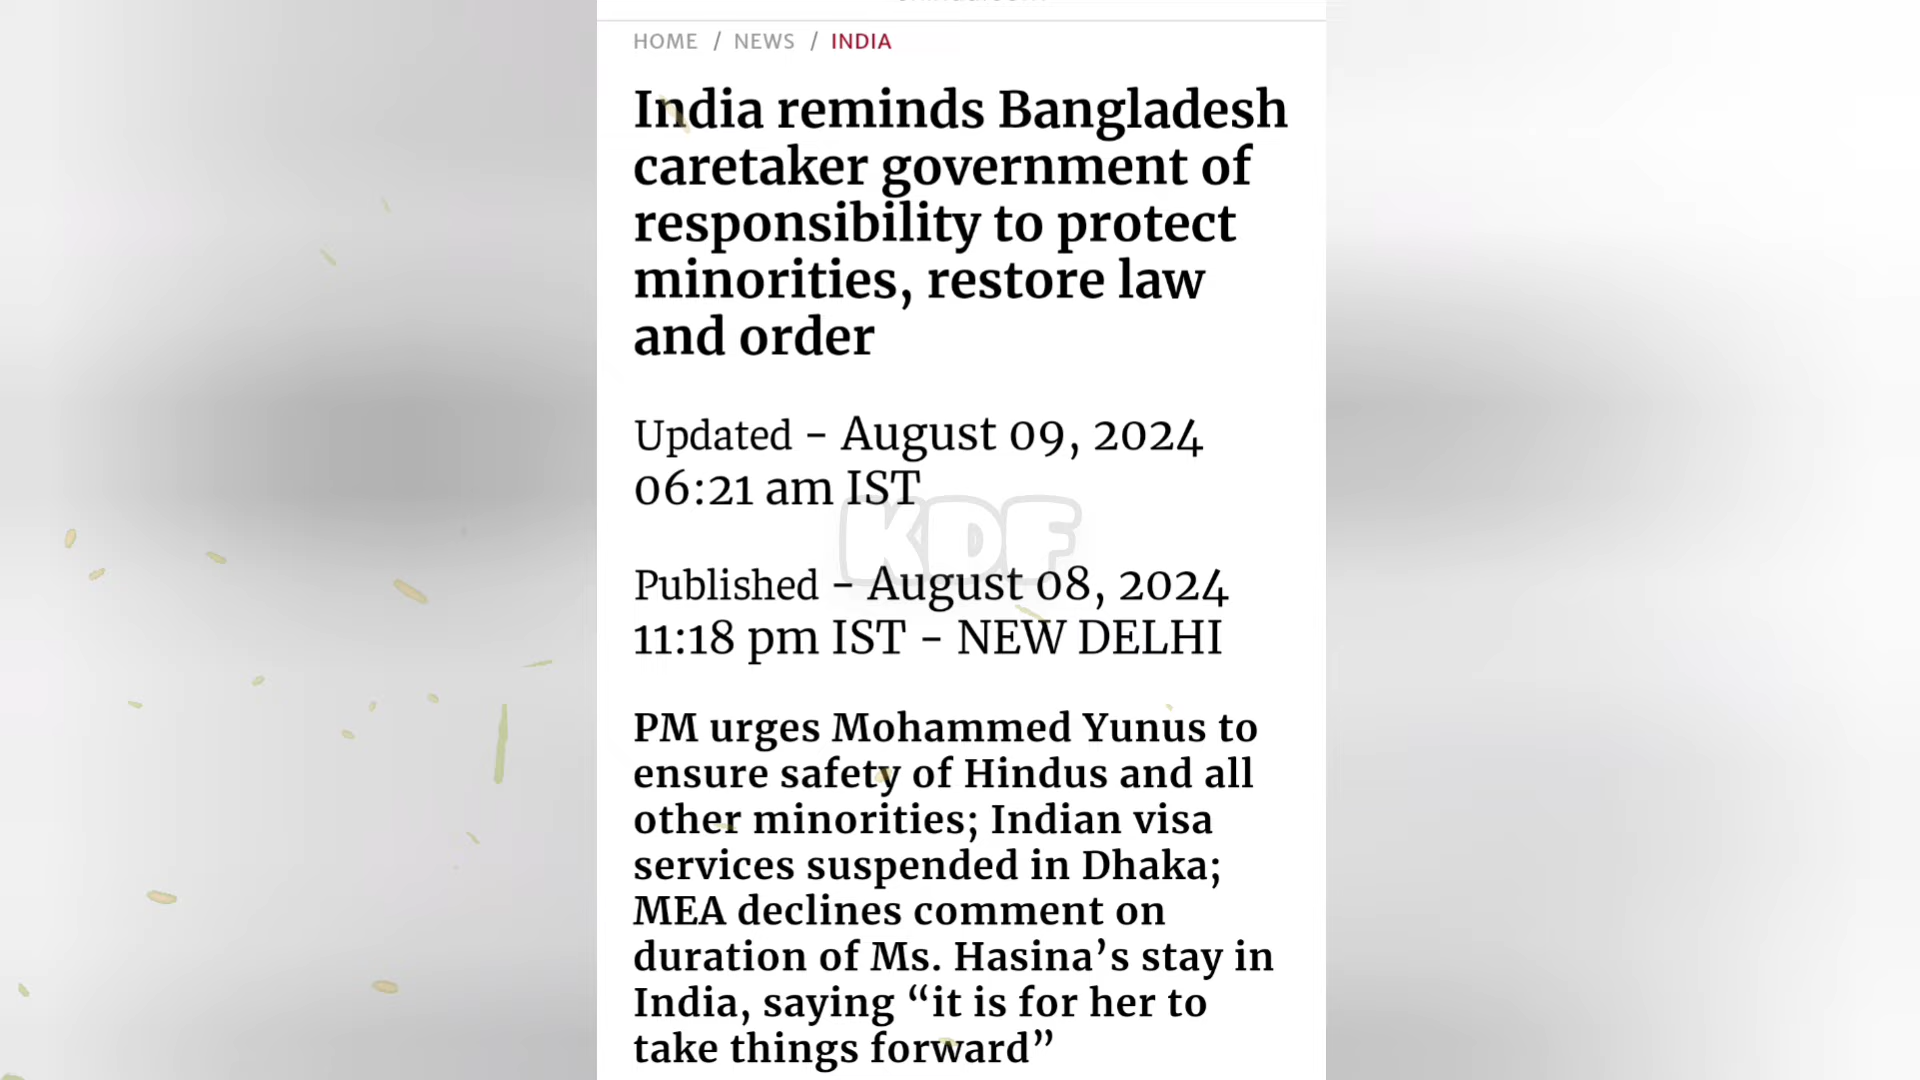 HOME / NEWS / INDIA
India reminds Bangladesh
caretaker government of
responsibility to protect
minorities, restore law
and order
Updated - August 09, 2024
06:21 am IST
KDF
Published - August 08, 2024
11:18 pm IST - NEW DELHI
PM urges Mohammed Yunus to
ensure safety of Hindus and all
other minorities; Indian visa
services suspended in Dhaka;
MEA declines comment on
duration of Ms. Hasina’s stay in
India, saying “it is for her to
take things forward”